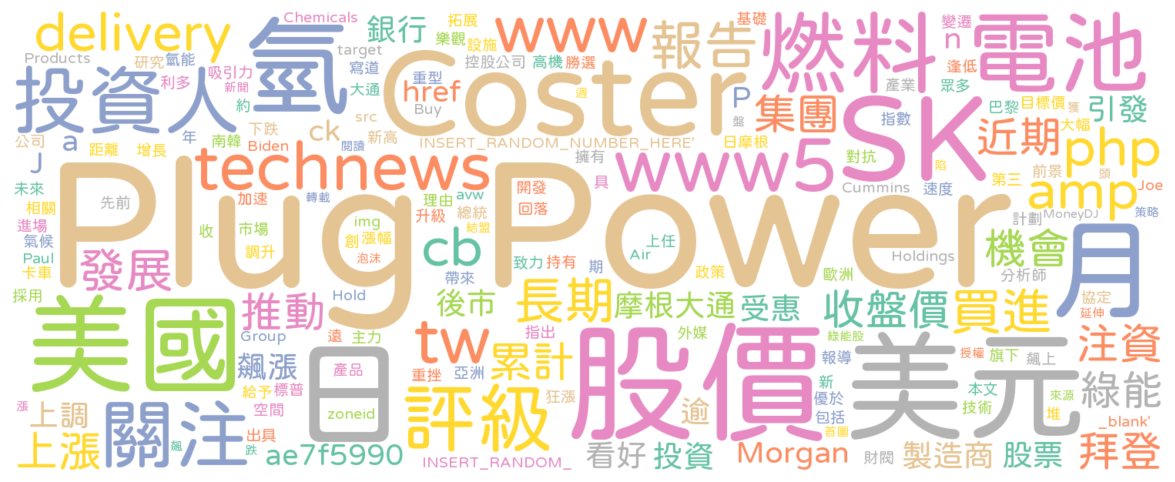 delivery
Chemicals
銀行
拓展
www
基礎
變遷
n
燃料電池
Products
研究
氫能
氫
target
樂觀
設施
Coster
報告
產業
逢低
眾多
投資人
利多
吸引力
新聞
約
寫道
大通
控股公司
重型
href
Buy
高機
勝選
P
集團
SK
指數
巴黎
目標價
獲
引發
大幅
公司
a
距離
增長
年
南韓
下跌
Biden
ck
閱讀
src
新高
INSERT_RANDOM_NUMBER_HERE'
週
盤
日摩根
近期
php
J
technews
擁有
www5
對抗
陷
前景
頭
未來
相關
進場
氣候
Paul
卡車
先前
加速
收
市場
調升
轉載
img
創
漲幅
泡沫
理由
avw
升級
總統
結盟
cb
帶來
開發
回落
具
Cummins
速度
第三
amp
Joe
策略
計劃
MoneyDJ
Plug Power
上任
Air
致力
持有
期
政策
歐洲
Holdings
分析師
機會
月
發展
採用
推動
Hold
後市
長期
摩根大通
受惠
收盤價
買進
協定
延伸
美國
Group
遠
主力
日
tw
指出
外媒
股價
綠能股
美元
授權
旗下
飆上
注資
飆漲
產品
重挫
亞洲
累計
報導
新
本文
技術
來源
堆
綠能
給予
標普
空間
zoneid
評級
狂漲
逾
優於
包括
首圖
漲
上調
上漲
關注
飆
出具
跌
ae7f5990
INSERT_RANDOM_
看好
投資
Morgan
財閥
製造商
股票
_blank'
拜登